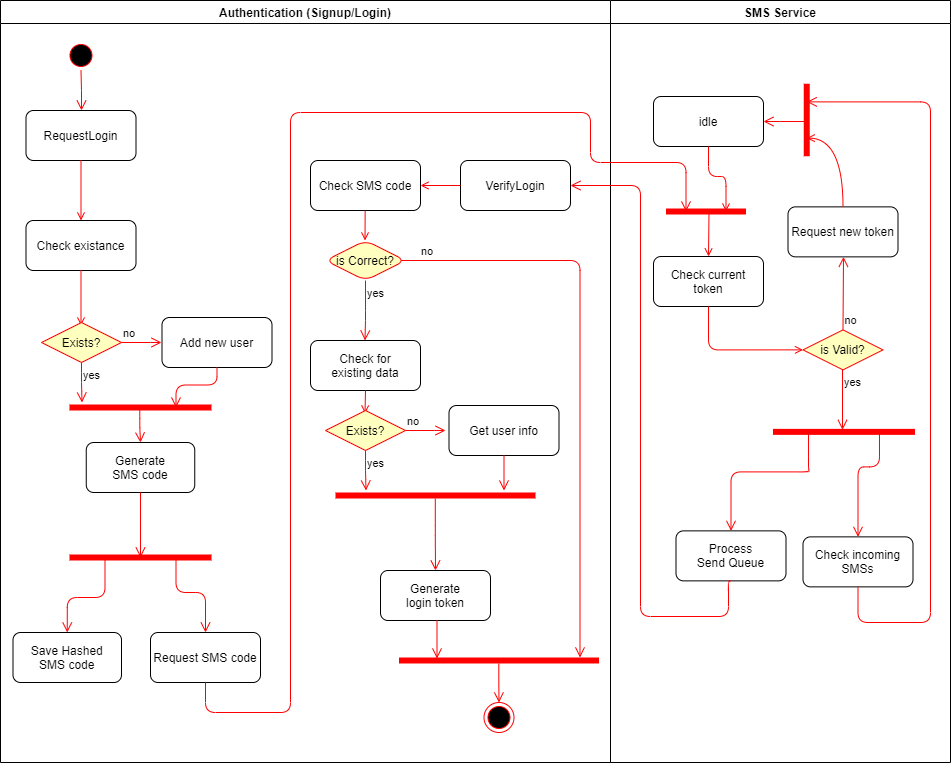 Authentication (Signup/Login)
SMS Service
RequestLogin
Check existance
Exists?
no
yes
Add new user
Generate
SMS code
Save Hashed
SMS code
Request SMS code
Check SMS code
VerifyLogin
is Correct?
no
yes
Check for
existing data
Exists?
no
yes
Get user info
Generate
login token
idle
Request new token
Check current
token
no
is Valid?
yes
Process
Send Queue
Check incoming
SMSs